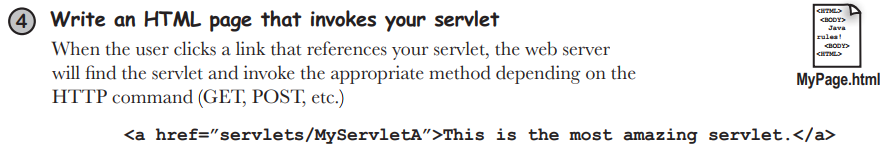 4 Write an HTML page that invokes your servlet
When the user clicks a link that references your servlet, the web server
will find the servlet and invoke the appropriate method depending on the
HTTP command (GET, POST, etc.)
<a href=”servlets/MyServletA”>This is the most amazing servlet.</a>
<HTML>
<BODY>
Java
rules!
<BODY>
<HTML>
MyPage.html